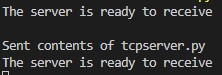 The server is ready to receive
Sent contents of tcpserver.py
The server is ready to receive